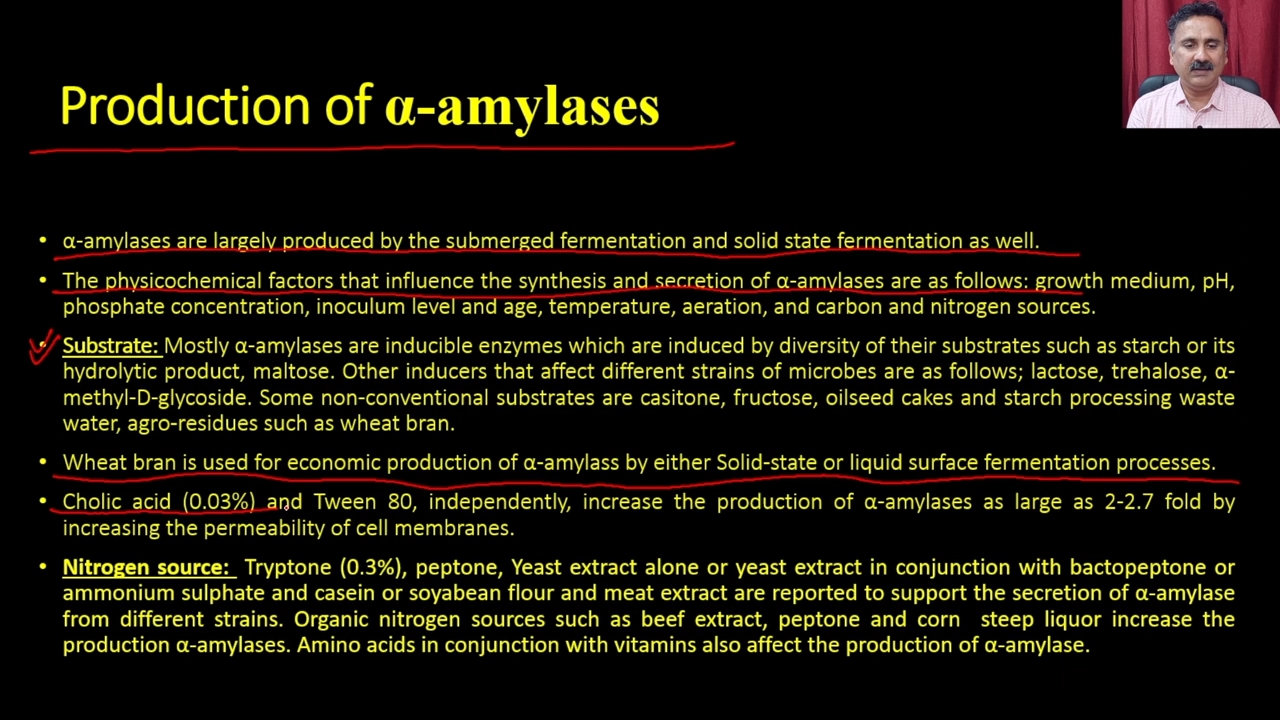 Production of α-amylases
• α-amylases are largely produced by the submerged fermentation and solid state fermentation as well.
• The physicochemical factors that influence the synthesis and secretion of α-amylases are as follows: growth medium, pH,
phosphate concentration, inoculum level and age, temperature, aeration, and carbon and nitrogen sources.
• Substrate: Mostly α-amylases are inducible enzymes which are induced by diversity of their substrates such as starch or its
hydrolytic product, maltose. Other inducers that affect different strains of microbes are as follows; lactose, trehalose, α-
methyl-D-glycoside. Some non-conventional substrates are casitone, fructose, oilseed cakes and starch processing waste
water, agro-residues such as wheat bran.
• Wheat bran is used for economic production of α-amylass by either Solid-state or liquid surface fermentation processes.
• Cholic acid (0.03%) and Tween 80, independently, increase the production of α-amylases as large as 2-2.7 fold by
increasing the permeability of cell membranes.
• Nitrogen source: Tryptone (0.3%), peptone, Yeast extract alone or yeast extract in conjunction with bactopeptone or
ammonium sulphate and casein or soyabean flour and meat extract are reported to support the secretion of α-amylase
from different strains. Organic nitrogen sources such as beef extract, peptone and corn steep liquor increase the
production α-amylases. Amino acids in conjunction with vitamins also affect the production of α-amylase.